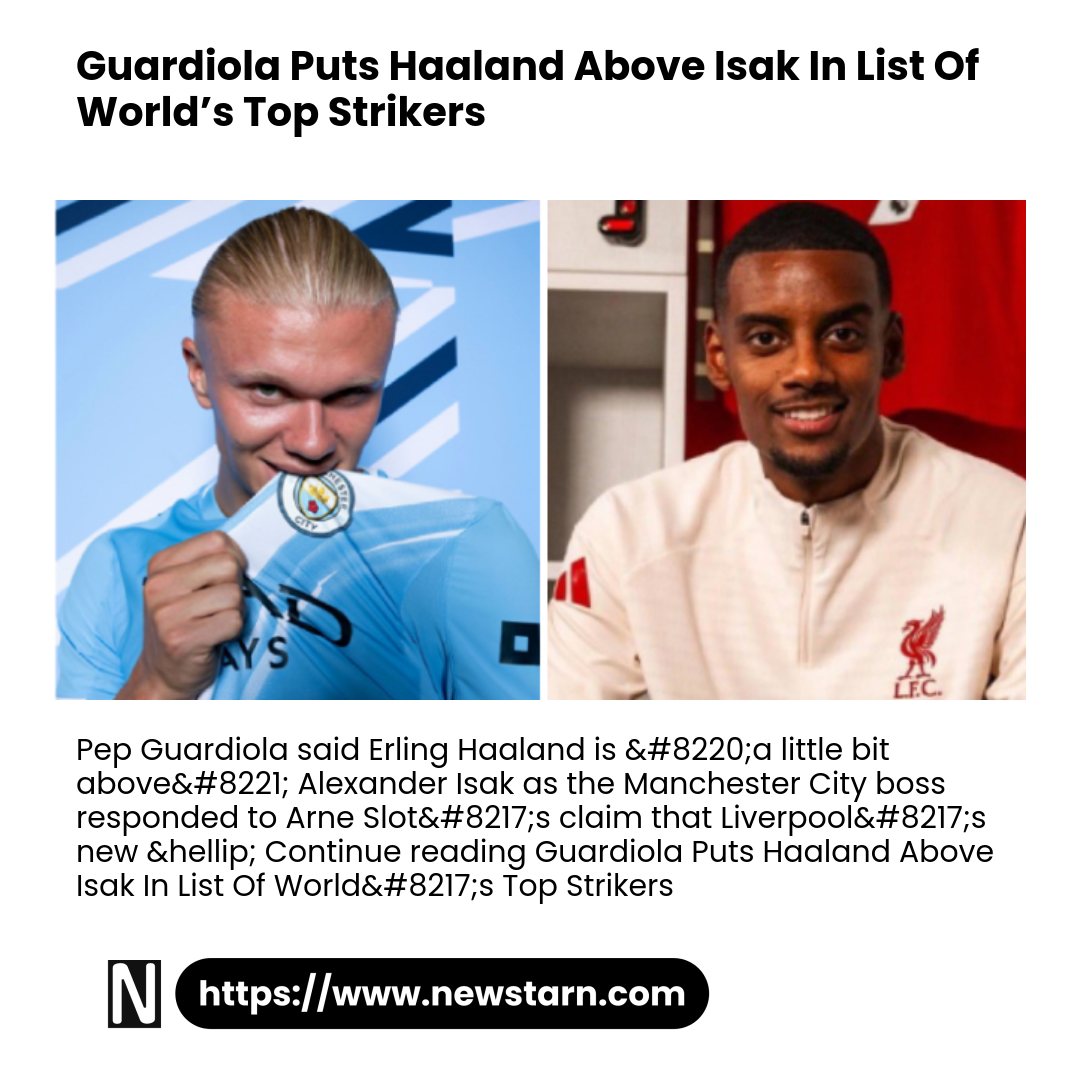 Guardiola Puts Haaland Above Isak In List Of
World’s Top Strikers
CITY
AYS
L.F.C.
Pep Guardiola said Erling Haaland is &#8220;a little bit
above&#8221; Alexander Isak as the Manchester City boss
responded to Arne Slot&#8217;s claim that Liverpool&#8217;s
new &hellip; Continue reading Guardiola Puts Haaland Above
Isak In List Of World&#8217;s Top Strikers
N
https://www.newstarn.com